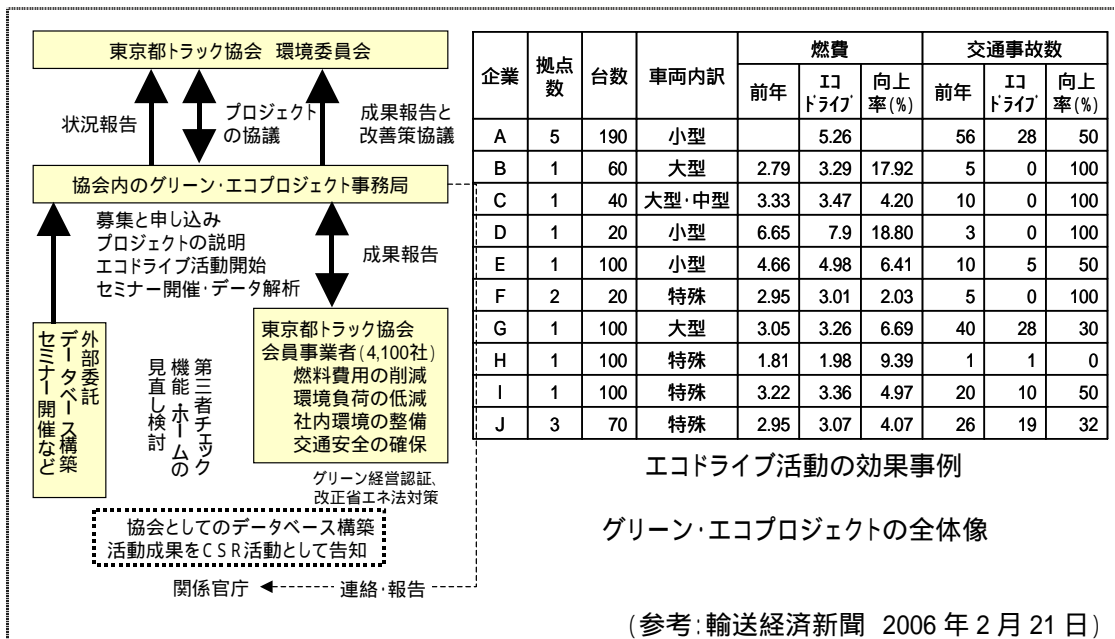 東京都トラック協会 環境委員会
状況報告
プロジェクト
の協議
成果報告と
改善策協議
協会内のグリーン・エコプロジェクト事務局
募集と申し込み
プロジェクトの説明
エコドライブ活動開始
セミナー開催・データ解析
成果報告
外部委託
データベース構築
セミナー開催など
第三者チェック
機能・ホームの
見直し検討
東京都トラック協会
会員事業者(4,100社)
燃料費用の削減
環境負荷の低減
社内環境の整備
交通安全の確保
グリーン経営認証、
改正省エネ法対策
協会としてのデータベース構築
活動成果をCSR活動として告知
関係官庁 連絡・報告
企業 拠点数 台数 車両内訳 燃費 交通事故数
前年 エコドライブ 向上率(%) 前年 エコドライブ 向上率(%)
A 5 190 小型 5.26 56 28 50
B 1 60 大型 2.79 3.29 17.92 5 0 100
C 1 40 大型・中型 3.33 3.47 4.20 10 0 100
D 1 20 小型 6.65 7.9 18.80 3 0 100
E 1 100 小型 4.66 4.98 6.41 10 5 50
F 2 20 特殊 2.95 3.01 2.03 5 0 100
G 1 100 大型 3.05 3.26 6.69 40 28 30
H 1 100 特殊 1.81 1.98 9.39 1 1 0
I 1 100 特殊 3.22 3.36 4.97 20 10 50
J 3 70 特殊 2.95 3.07 4.07 26 19 32
エコドライブ活動の効果事例
グリーン・エコプロジェクトの全体像
(参考:輸送経済新聞 2006年2月21日)